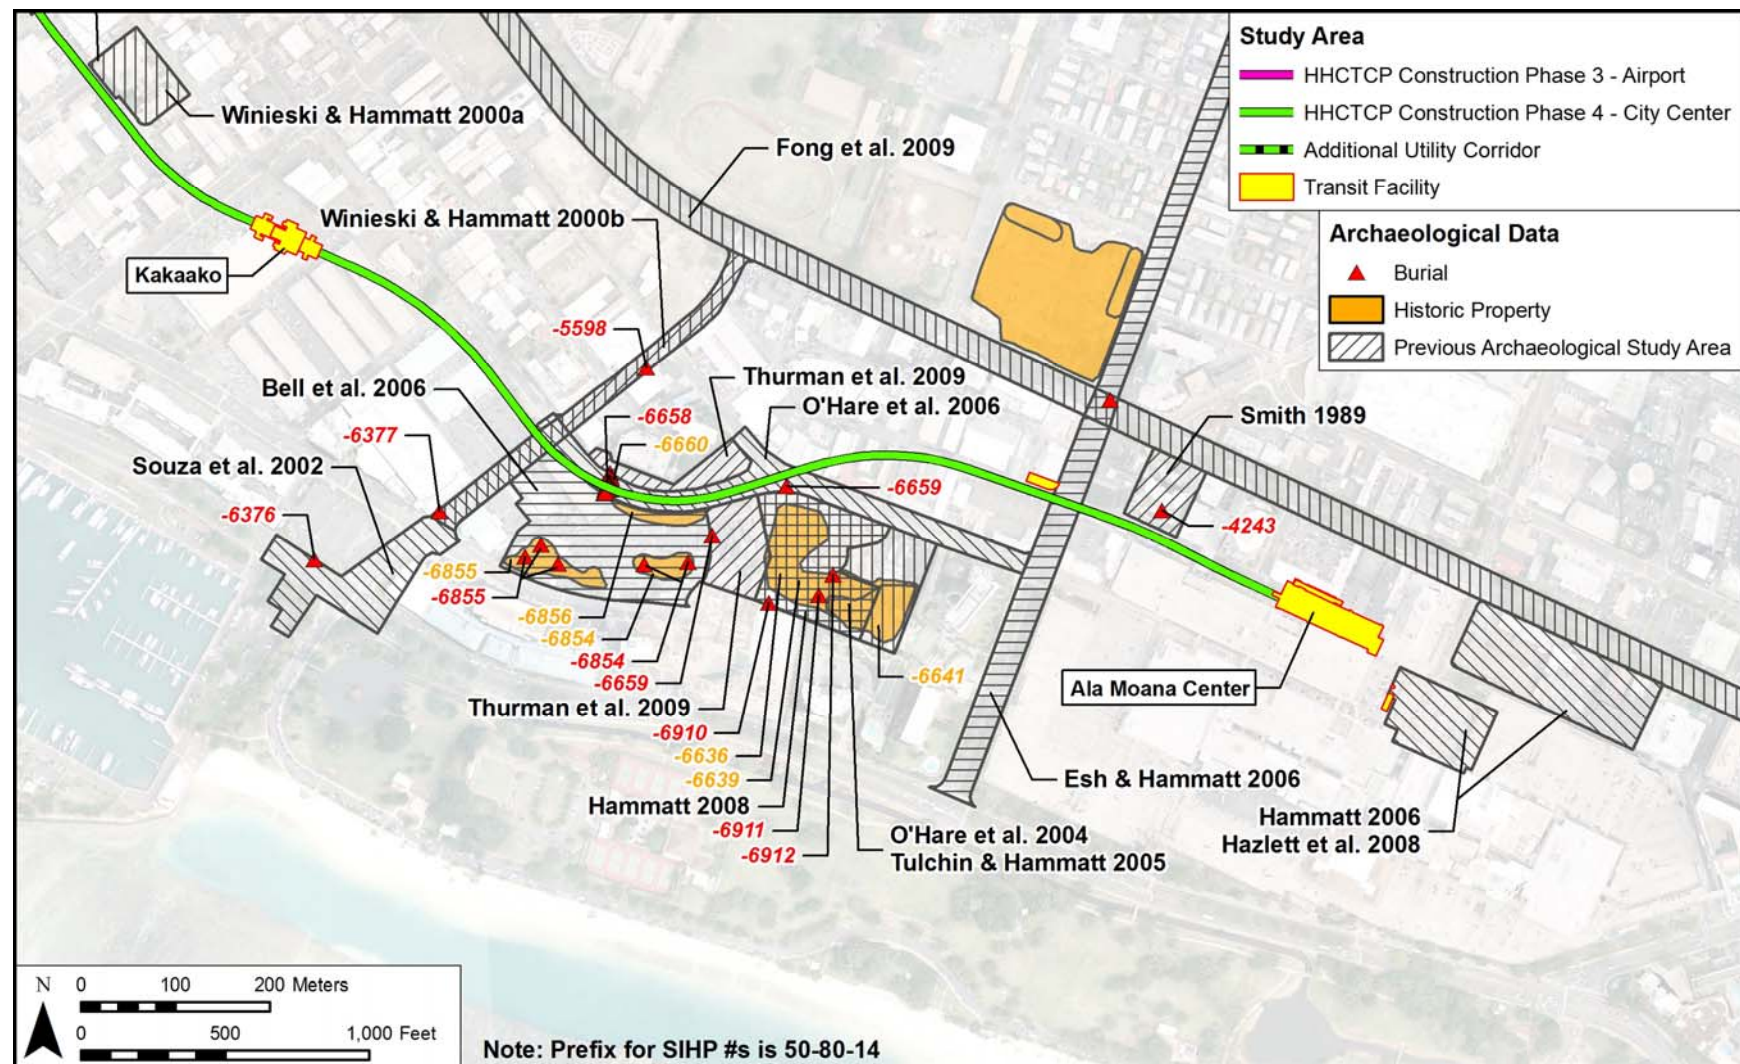 Study Area
HHCTCP Construction Phase 3 - Airport
HHCTCP Construction Phase 4 - City Center
Additional Utility Corridor
Transit Facility
Archaeological Data
Burial
Historic Property
Previous Archaeological Study Area
Winieski & Hammatt 2000a
Fong et al. 2009
Winieski & Hammatt 2000b
Kakaako
-5598
Bell et al. 2006
Thurman et al. 2009
O'Hare et al. 2006
-6658
-6660
Smith 1989
-6377
Souza et al. 2002
-6659
-6376
-4243
-6855
-6855
-6856
-6854
-6854
-6659
-6641
Ala Moana Center
Thurman et al. 2009
-6910
-6636
-6639
Hammatt 2008
-6911
-6912
Esh & Hammatt 2006
O'Hare et al. 2004
Tulchin & Hammatt 2005
Hammatt 2006
Hazlett et al. 2008
N
0 100 200 Meters
0 500 1,000 Feet
Note: Prefix for SIHP #s is 50-80-14